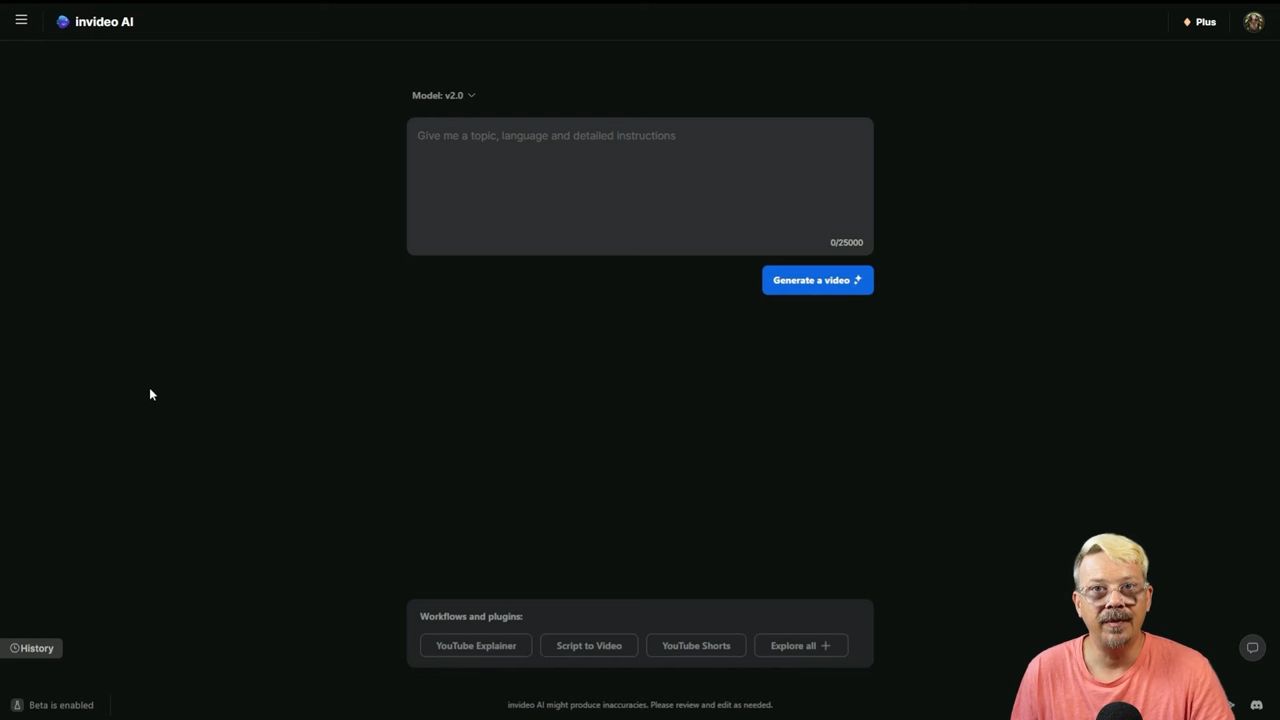 invideo AI
Plus
Model: v2.0
Give me a topic, language and detailed instructions
0/25000
Generate a video
Workflows and plugins:
YouTube Explainer
Script to Video
YouTube Shorts
Explore all
History
Beta is enabled
invideo AI might produce inaccuracies. Please review and edit as needed.